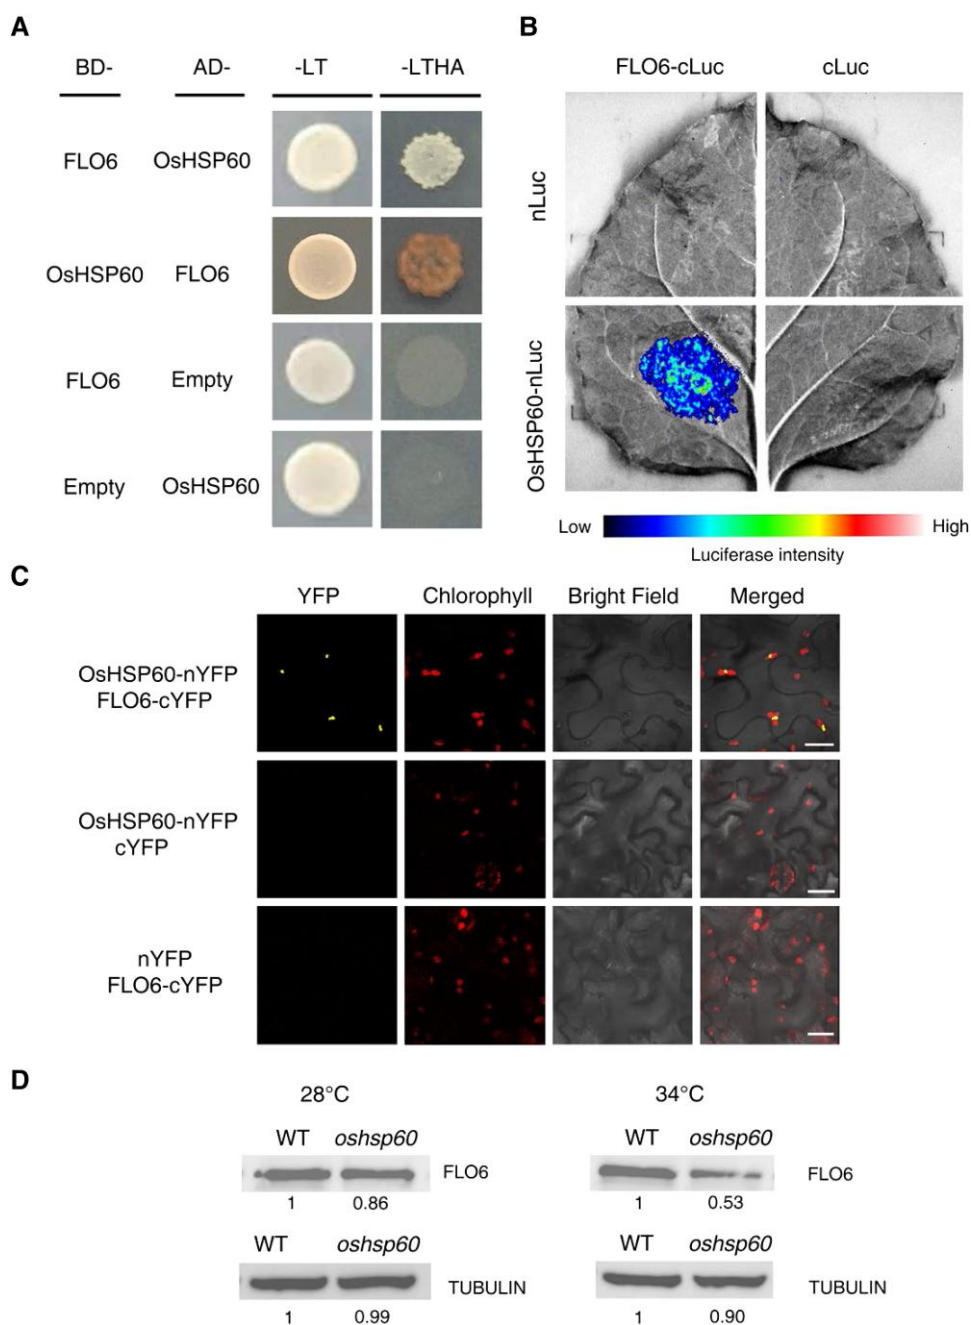 A
BD-
AD-
-LT
-LTHA
FLO6
OsHSP60
OsHSP60
FLO6
FLO6
Empty
Empty
OsHSP60
B
FLO6-cLuc
cLuc
nLuc
OsHSP60-nLuc
Low
High
Luciferase intensity
C
YFP
Chlorophyll
Bright Field
Merged
OsHSP60-nYFP
FLO6-cYFP
OsHSP60-nYFP
cYFP
nYFP
FLO6-cYFP
D
28°C
34°C
WT
oshsp60
WT
oshsp60
FLO6
FLO6
1
0.86
1
0.53
WT
oshsp60
WT
oshsp60
TUBULIN
TUBULIN
1
0.99
1
0.90